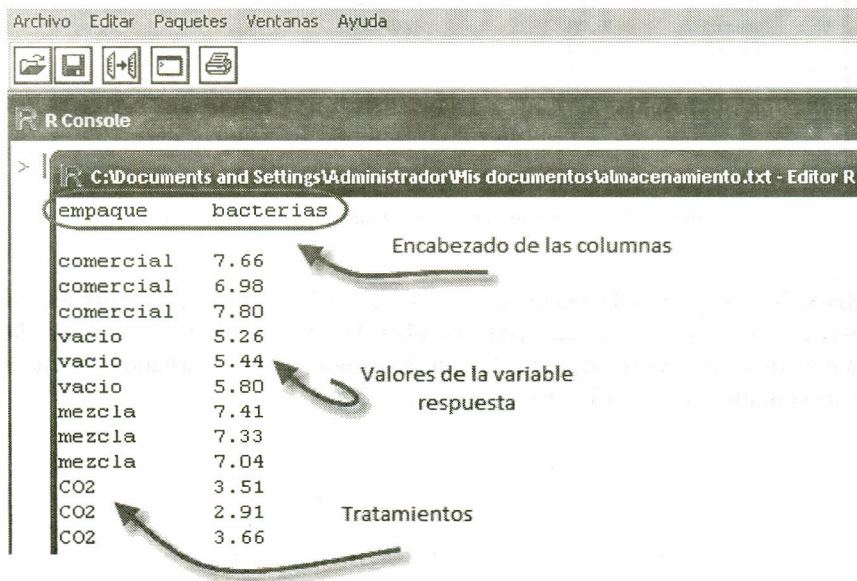 Archivo Editar Paquetes Ventanas Ayuda
R Console
> C:\Documents and Settings\Administrador\Mis documentos\almacenamiento.txt - Editor R
empaque bacterias
Encabezado de las columnas
comercial 7.66
comercial 6.98
comercial 7.80
vacio 5.26
vacio 5.44
vacio 5.80
Valores de la variable
respuesta
mezcla 7.41
mezcla 7.33
mezcla 7.04
CO2 3.51
CO2 2.91
CO2 3.66
Tratamientos